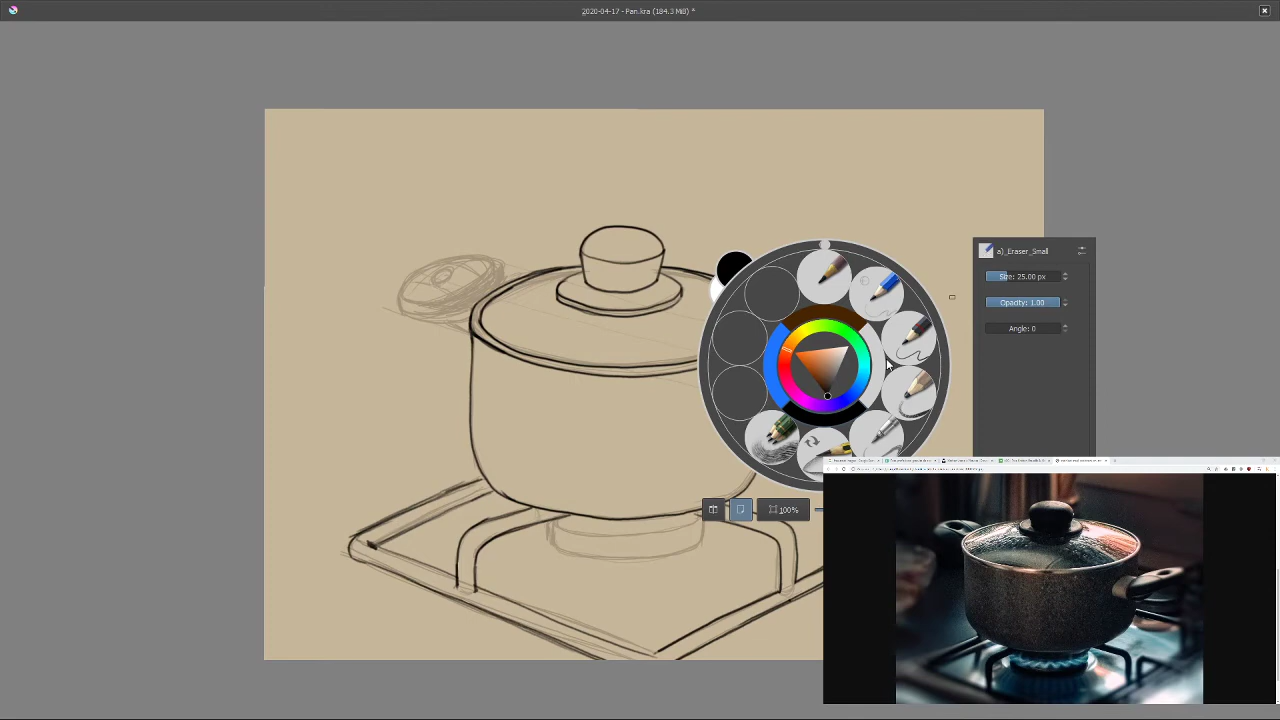 2020-04-17 - Pan.kra (184.3 MiB) *
a)_Eraser_Small
Size: 25.00 px
Opacity: 1.00
Angle: 0
100%